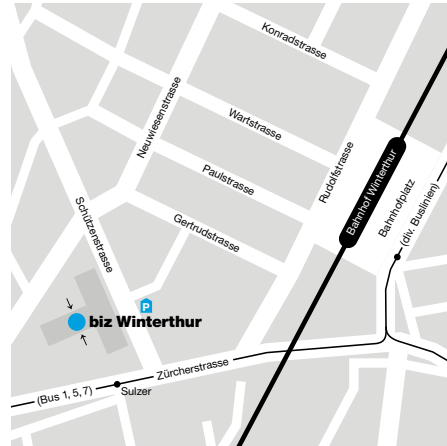 Konradstrasse
Neuwiesenstrasse
Wartstrasse
Rudolfstrasse
Bahnhof Winterthur
Bahnhofplatz
(div. Buslinien)
Paulstrasse
Schützenstrasse
Gertrudstrasse
P
biz Winterthur
Zürcherstrasse
(Bus 1, 5, 7)
Sulzer